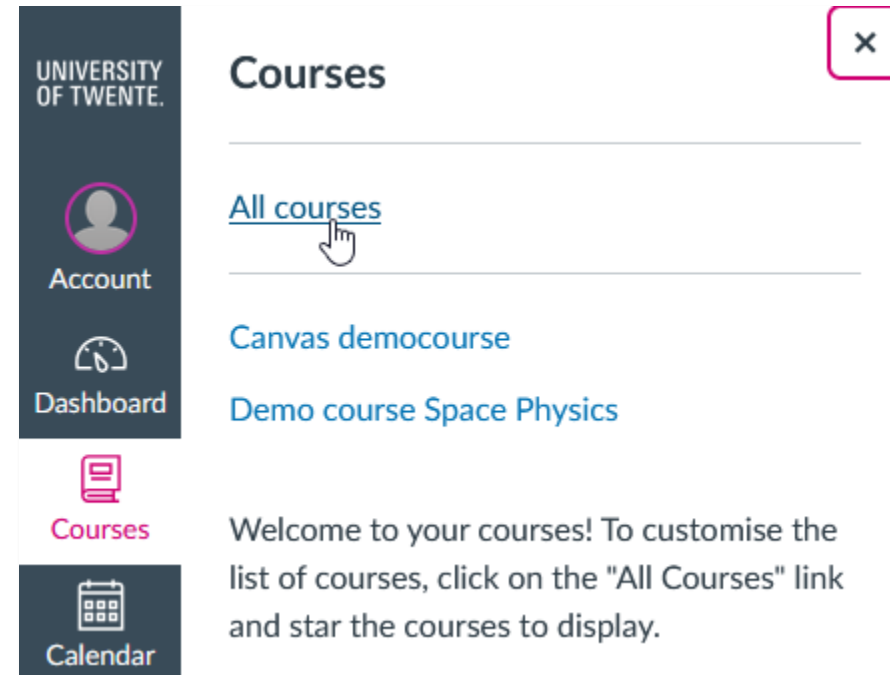 UNIVERSITY
OF TWENTE.
Account
Dashboard
Courses
Calendar
Courses
All courses
Canvas democourse
Demo course Space Physics
Welcome to your courses! To customise the
list of courses, click on the "All Courses" link
and star the courses to display.